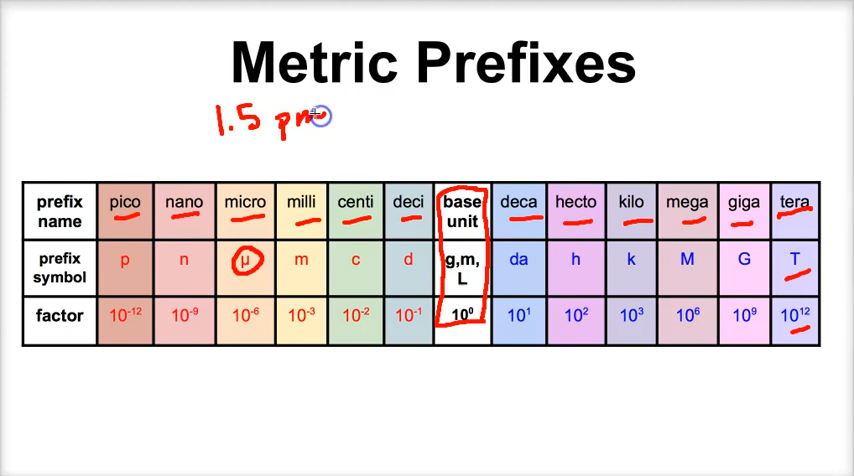 Metric Prefixes
1.5 pm
prefix name pico nano micro milli centi deci base unit deca hecto kilo mega giga tera
prefix symbol p n μ m c d g,m, L da h k M G T
factor 10⁻¹² 10⁻⁹ 10⁻⁶ 10⁻³ 10⁻² 10⁻¹ 10⁰ 10¹ 10² 10³ 10⁶ 10⁹ 10¹²